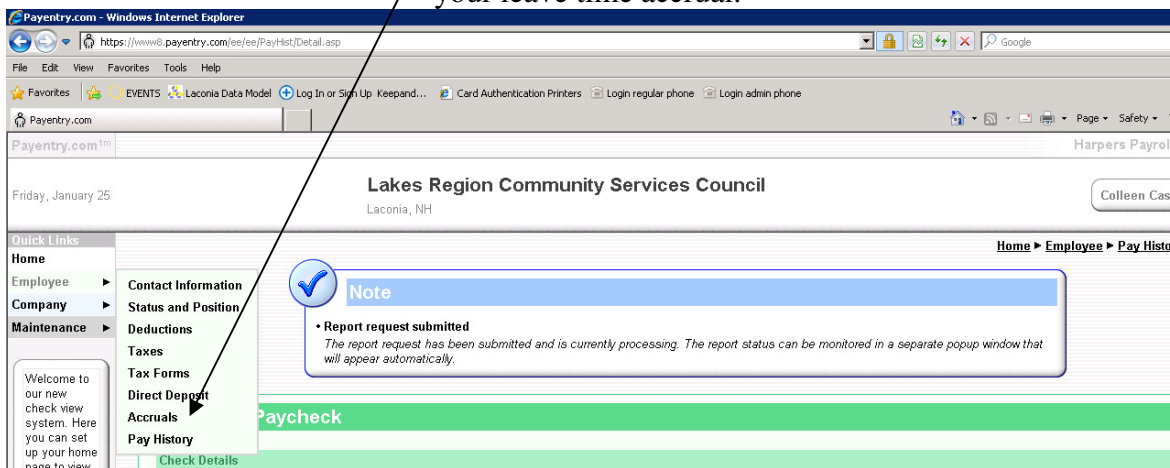 your leave time accrual.
Payentry.com - Windows Internet Explorer
https://www8.payentry.com/ee/ee/PayHist/Detail.asp
Google
File Edit View Favorites Tools Help
Favorites EVENTS Laconia Data Model Log In or Sign Up Keepand... Card Authentication Printers Login regular phone Login admin phone
Payentry.com Page Safety
Payentry.com™ Harpers Payrol
Friday, January 25
Lakes Region Community Services Council
Laconia, NH
Colleen Cas
Quick Links
Home
Home ► Employee ► Pay Histo
Employee
Company
Maintenance
Contact Information
Status and Position
Deductions
Taxes
Tax Forms
Direct Deposit
Accruals
Pay History
Note
• Report request submitted
The report request has been submitted and is currently processing. The report status can be monitored in a separate popup window that
will appear automatically.
Welcome to
our new
check view
system. Here
you can set
up your home
page to view
Paycheck
Check Details